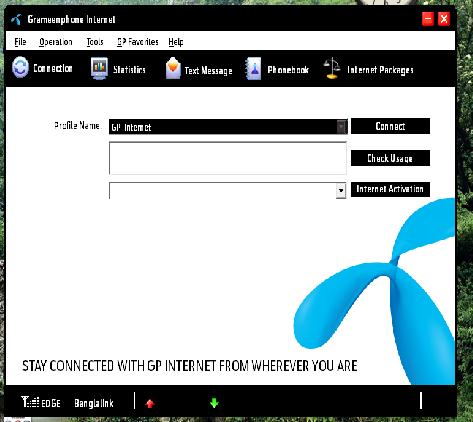 Grameenphone Internet
File Operation Tools GP Favorites Help
Connection Statistics Text Message Phonebook Internet Packages
Profile Name GP Internet Connect
Check Usage
Internet Activation
STAY CONNECTED WITH GP INTERNET FROM WHEREVER YOU ARE
EDGE Banglalink